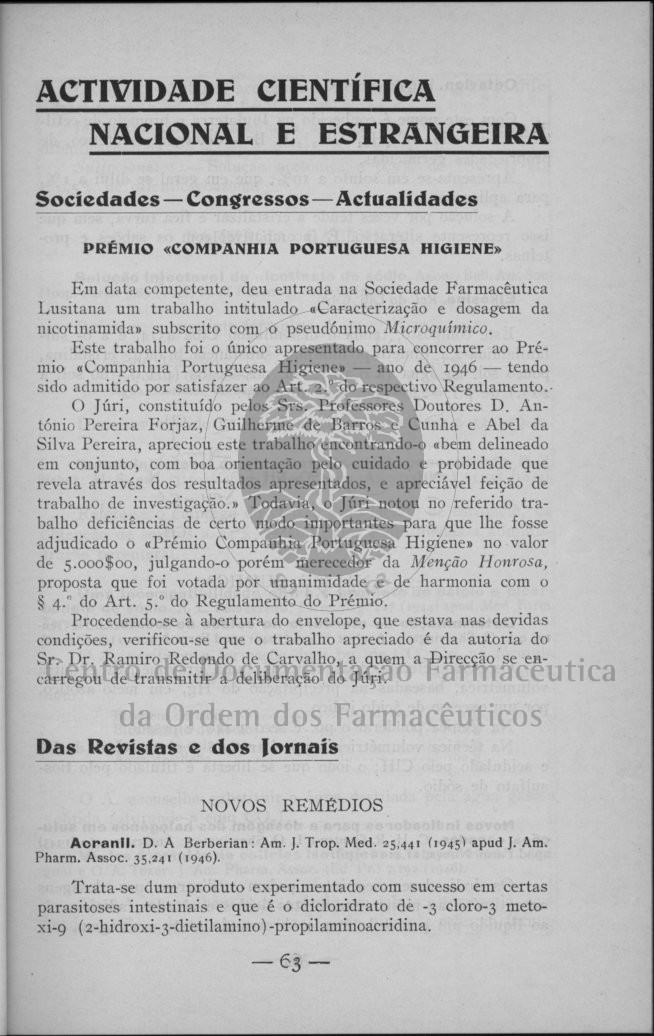 ACTIVIDADE CIENTÍFICA
NACIONAL E ESTRANGEIRA
Sociedades — Congressos — Actualidades
PRÉMIO «COMPANHIA PORTUGUESA HIGIENE»
Em data competente, deu entrada na Sociedade Farmacêutica
Lusitana um trabalho intitulado «Caracterização e dosagem da
nicotinamida» subscrito com o pseudónimo Microquímico.
Este trabalho foi o único apresentado para concorrer ao Pré-
mio «Companhia Portuguesa Higiene» — ano de 1946 — tendo
sido admitido por satisfazer ao Art. 2.º do respectivo Regulamento.
O Júri, constituído pelos Srs. Professores Doutores D. An-
tónio Pereira Forjaz, Guilherme de Barros e Cunha e Abel da
Silva Pereira, apreciou este trabalho encontrando-o «bem delineado
em conjunto, com boa orientação pelo cuidado e probidade que
revela através dos resultados apresentados, e apreciável feição de
trabalho de investigação.» Todavia, o Júri notou no referido tra-
balho deficiências de certo modo importantes para que lhe fosse
adjudicado o «Prémio Companhia Portuguesa Higiene» no valor
de 5.000$00, julgando-o porém merecedor da Menção Honrosa,
proposta que foi votada por unanimidade e de harmonia com o
§ 4.º do Art. 5.º do Regulamento do Prémio.
Procedendo-se à abertura do envelope, que estava nas devidas
condições, verificou-se que o trabalho apreciado é da autoria do
Sr. Dr. Ramiro Redondo de Carvalho, a quem a Direcção se en-
carregou de transmitir a deliberação do Júri.
Centro de Documentação Farmacêutica
da Ordem dos Farmacêuticos
Das Revistas e dos Jornais
NOVOS REMÉDIOS
Acranil. D. A Berberian : Am. J. Trop. Med. 25,441 (1945) apud J. Am.
Pharm. Assoc. 35,241 (1946).
Trata-se dum produto experimentado com sucesso em certas
parasitoses intestinais e que é o dicloridrato de -3 cloro-3 meto-
xi-9 (2-hidroxi-3-dietilamino)-propilaminoacridina.
— 63 —